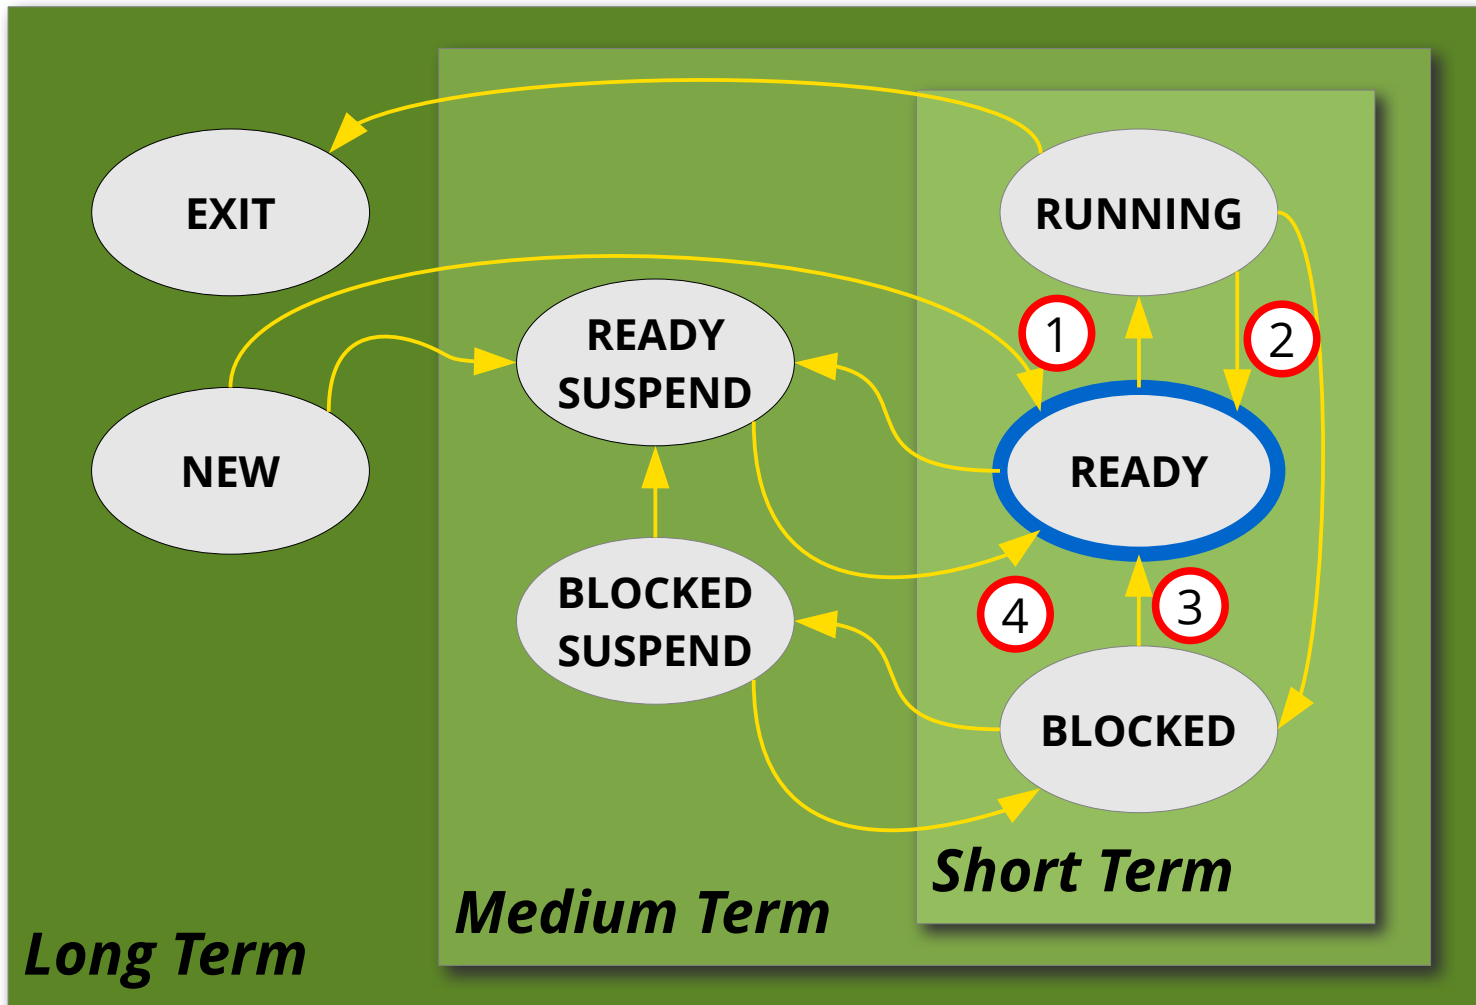 EXIT
RUNNING
READY
SUSPEND
1
2
NEW
READY
BLOCKED
SUSPEND
4
3
BLOCKED
Short Term
Medium Term
Long Term